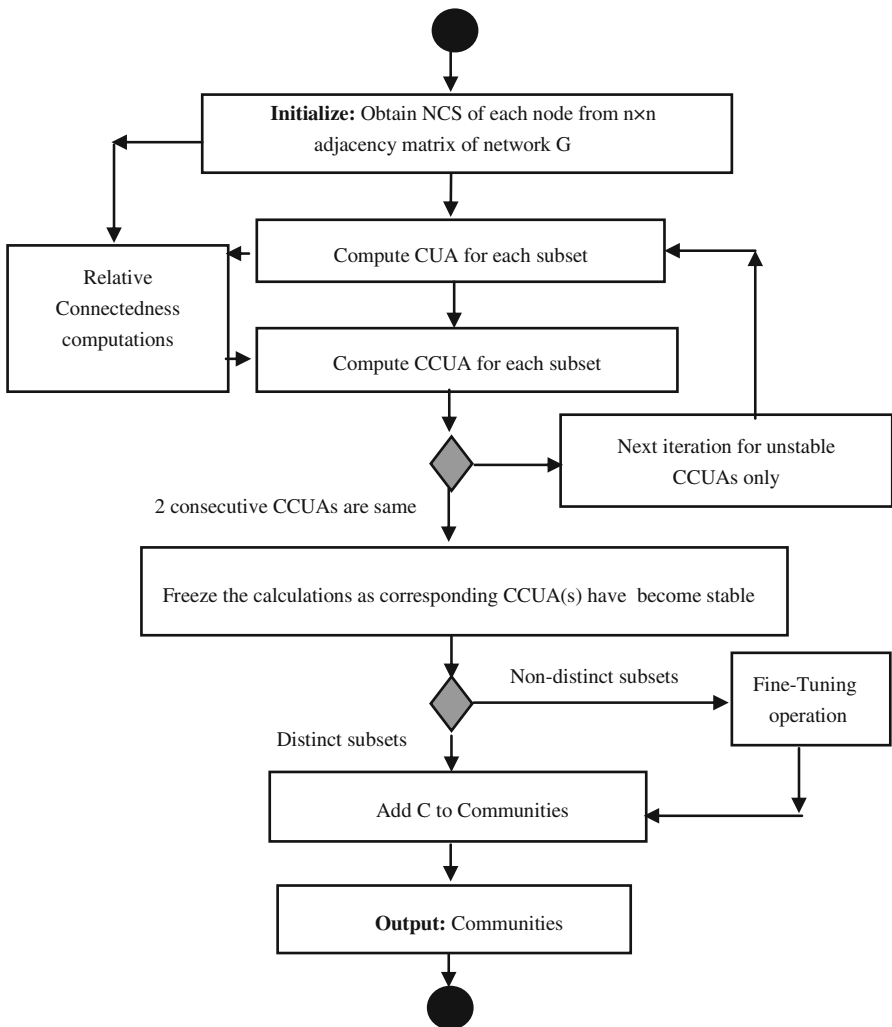 Initialize: Obtain NCS of each node from n×n
adjacency matrix of network G
Compute CUA for each subset
Relative
Connectedness
computations
Compute CCUA for each subset
Next iteration for unstable
CCUAs only
2 consecutive CCUAs are same
Freeze the calculations as corresponding CCUA(s) have become stable
Non-distinct subsets
Fine-Tuning
operation
Distinct subsets
Add C to Communities
Output: Communities